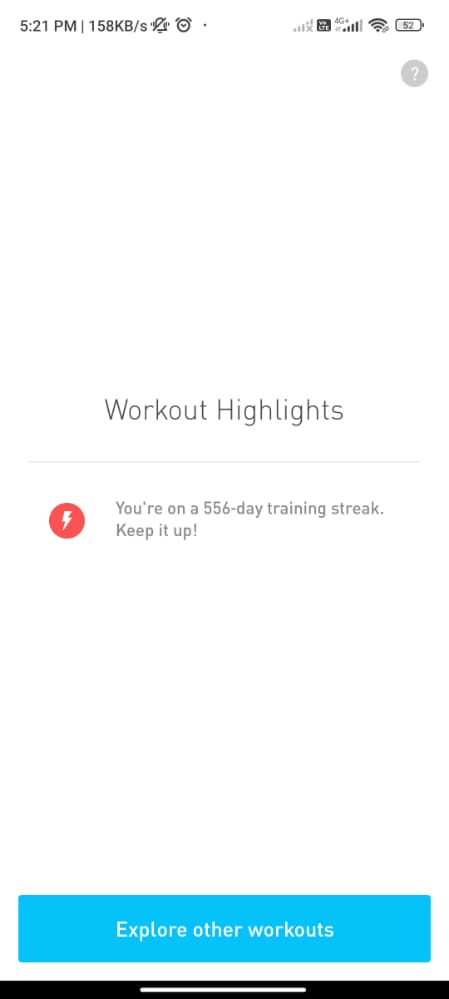 5:21 PM | 158KB/s
4G+
52
?
Workout Highlights
You're on a 556-day training streak.
Keep it up!
Explore other workouts